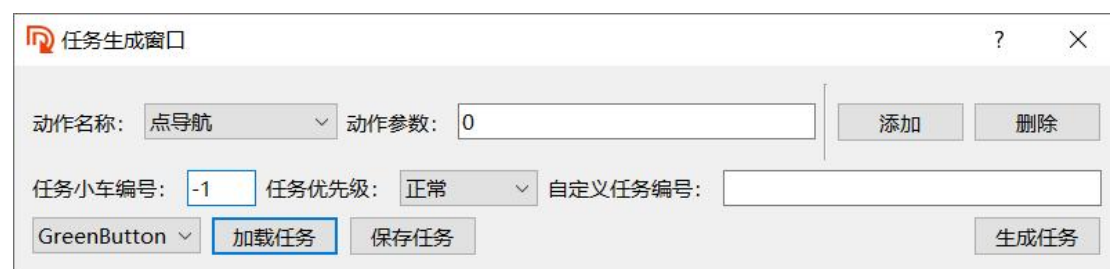 任务生成窗口 ?
动作名称： 点导航 动作参数： 0 添加 删除
任务小车编号： -1 任务优先级： 正常 自定义任务编号：
GreenButton 加载任务 保存任务 生成任务